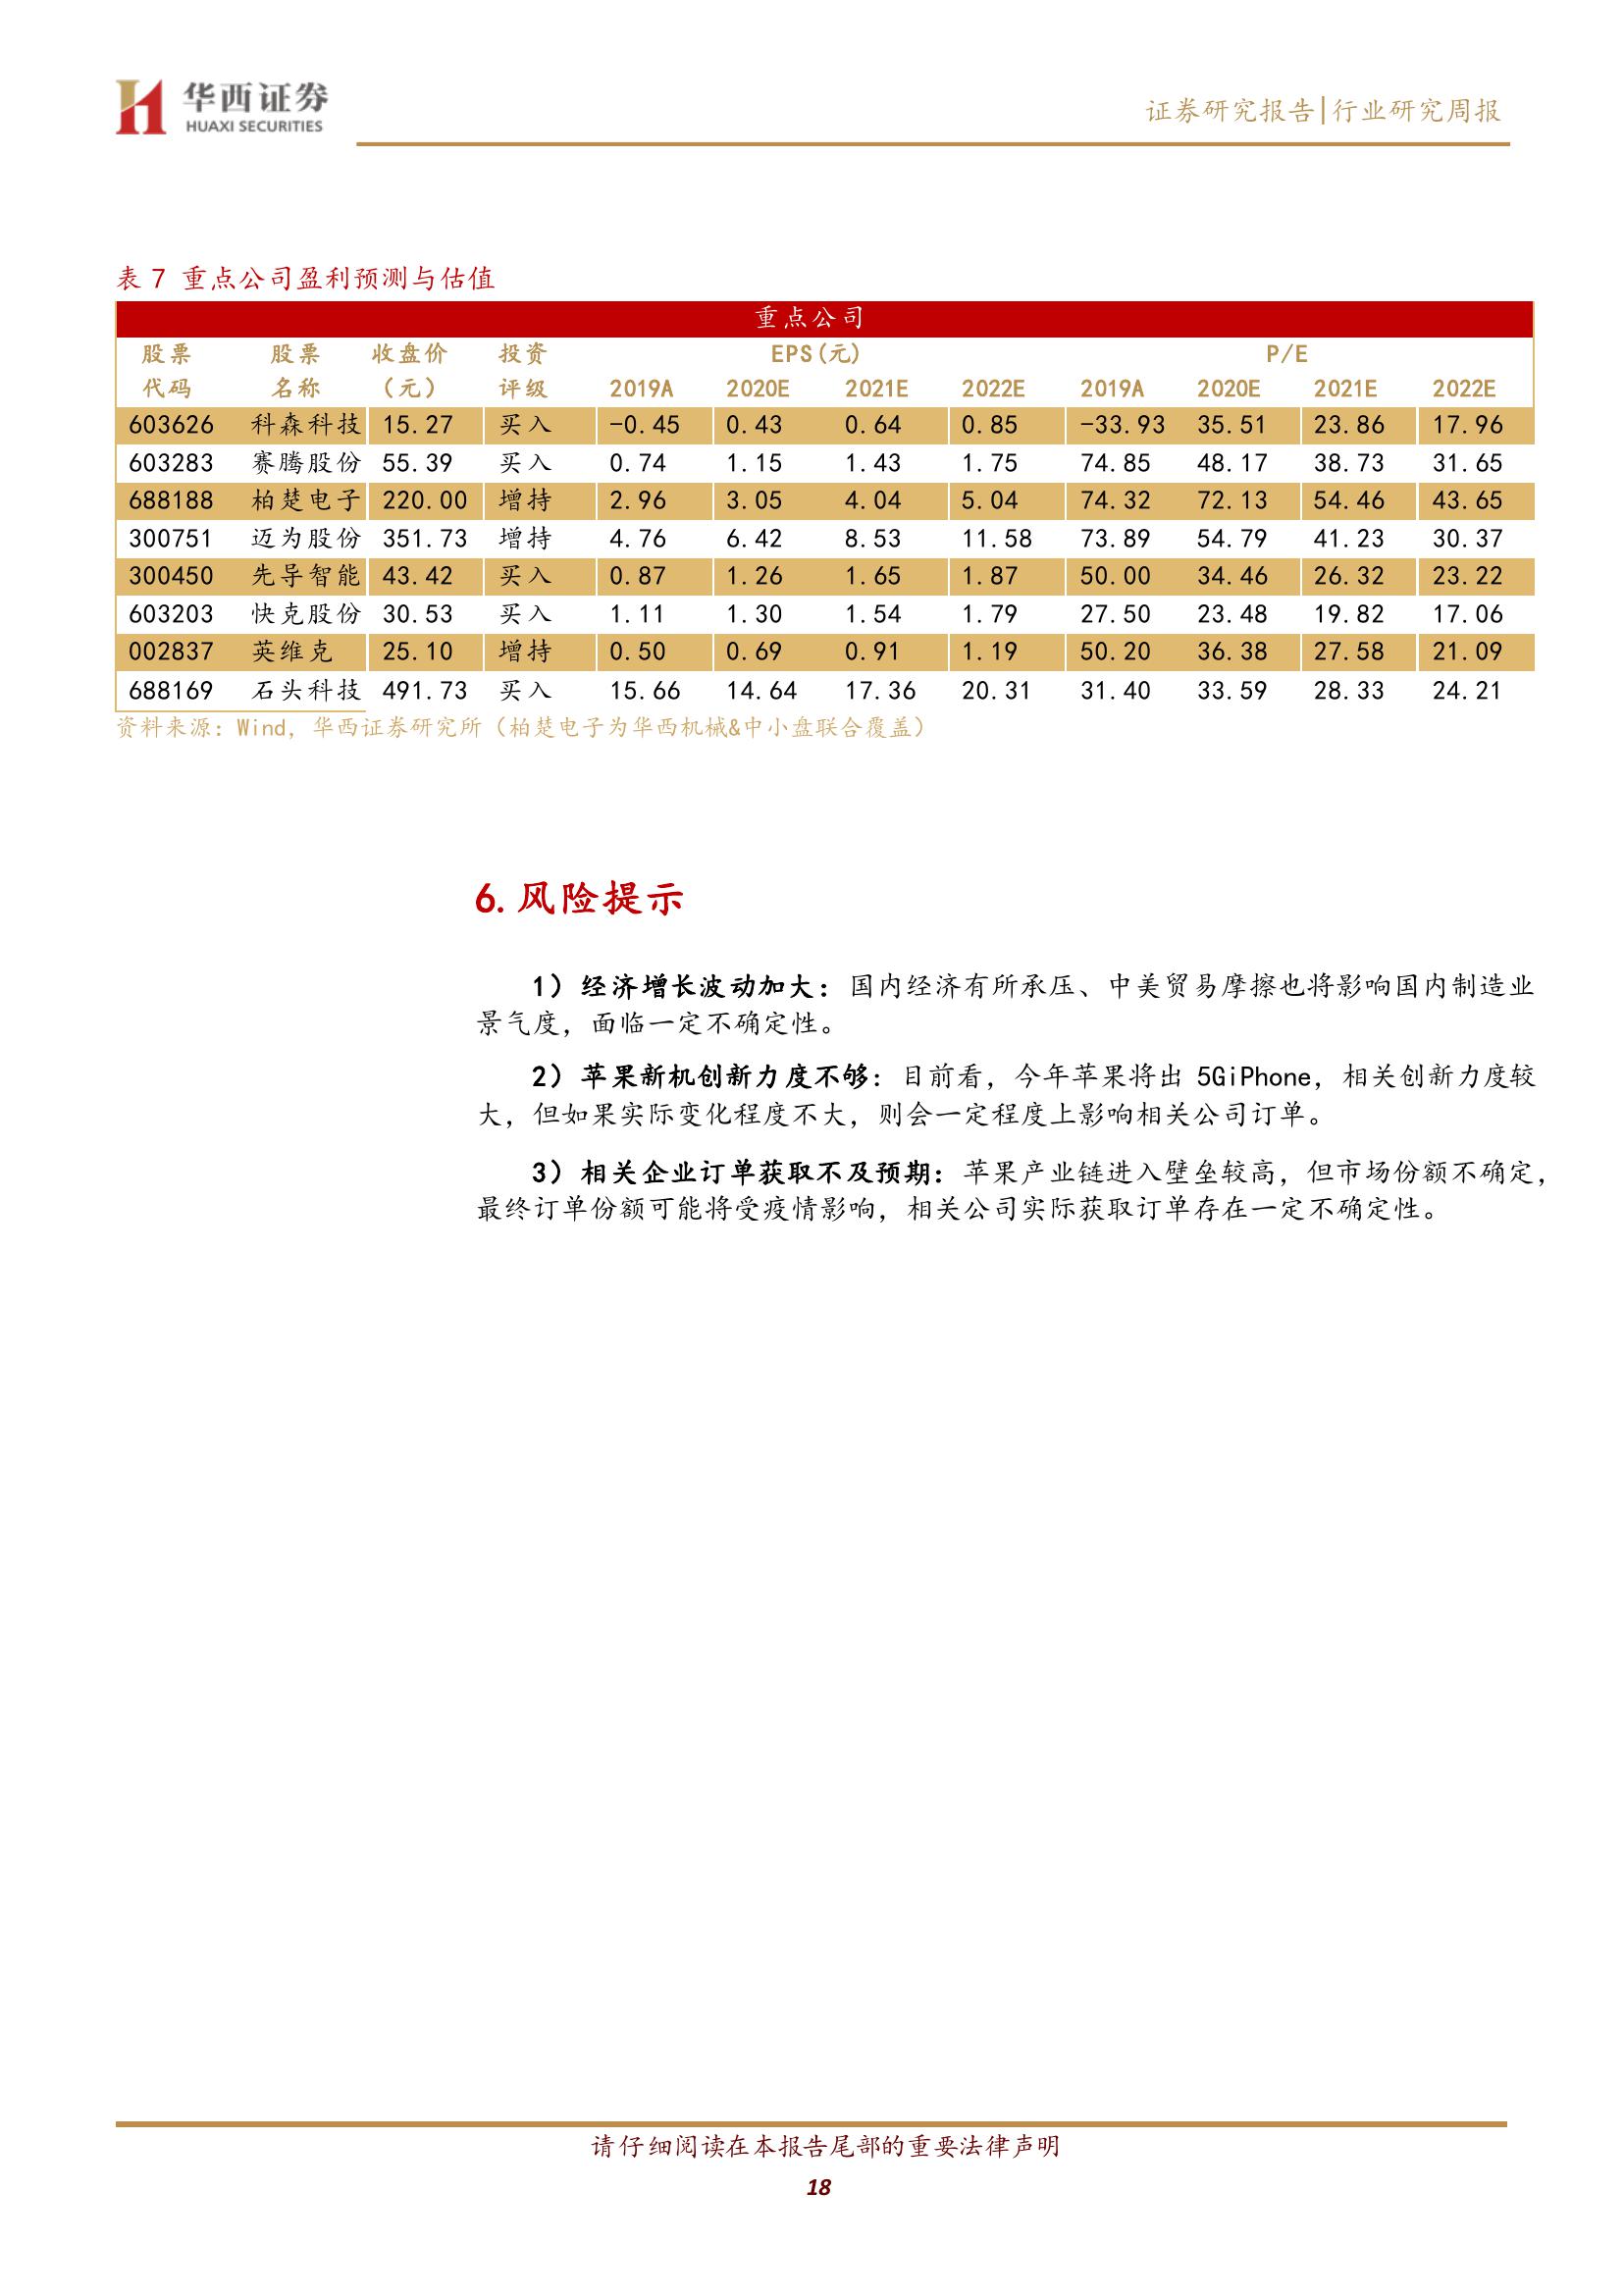 华西证券
HUAXI SECURITIES
证券研究报告|行业研究周报
表 7 重点公司盈利预测与估值
重点公司
股票 股票 收盘价 投资 EPS(元) P/E
代码 名称 （元） 评级 2019A 2020E 2021E 2022E 2019A 2020E 2021E 2022E
603626 科森科技 15.27 买入 -0.45 0.43 0.64 0.85 -33.93 35.51 23.86 17.96
603283 赛腾股份 55.39 买入 0.74 1.15 1.43 1.75 74.85 48.17 38.73 31.65
688188 柏楚电子 220.00 增持 2.96 3.05 4.04 5.04 74.32 72.13 54.46 43.65
300751 迈为股份 351.73 增持 4.76 6.42 8.53 11.58 73.89 54.79 41.23 30.37
300450 先导智能 43.42 买入 0.87 1.26 1.65 1.87 50.00 34.46 26.32 23.22
603203 快克股份 30.53 买入 1.11 1.30 1.54 1.79 27.50 23.48 19.82 17.06
002837 英维克 25.10 增持 0.50 0.69 0.91 1.19 50.20 36.38 27.58 21.09
688169 石头科技 491.73 买入 15.66 14.64 17.36 20.31 31.40 33.59 28.33 24.21
资料来源：Wind，华西证券研究所（柏楚电子为华西机械&中小盘联合覆盖）
6.风险提示
1）经济增长波动加大：国内经济有所承压、中美贸易摩擦也将影响国内制造业
景气度，面临一定不确定性。
2）苹果新机创新力度不够：目前看，今年苹果将出 5GiPhone，相关创新力度较
大，但如果实际变化程度不大，则会一定程度上影响相关公司订单。
3）相关企业订单获取不及预期：苹果产业链进入壁垒较高，但市场份额不确定，
最终订单份额可能将受疫情影响，相关公司实际获取订单存在一定不确定性。
请仔细阅读在本报告尾部的重要法律声明
18